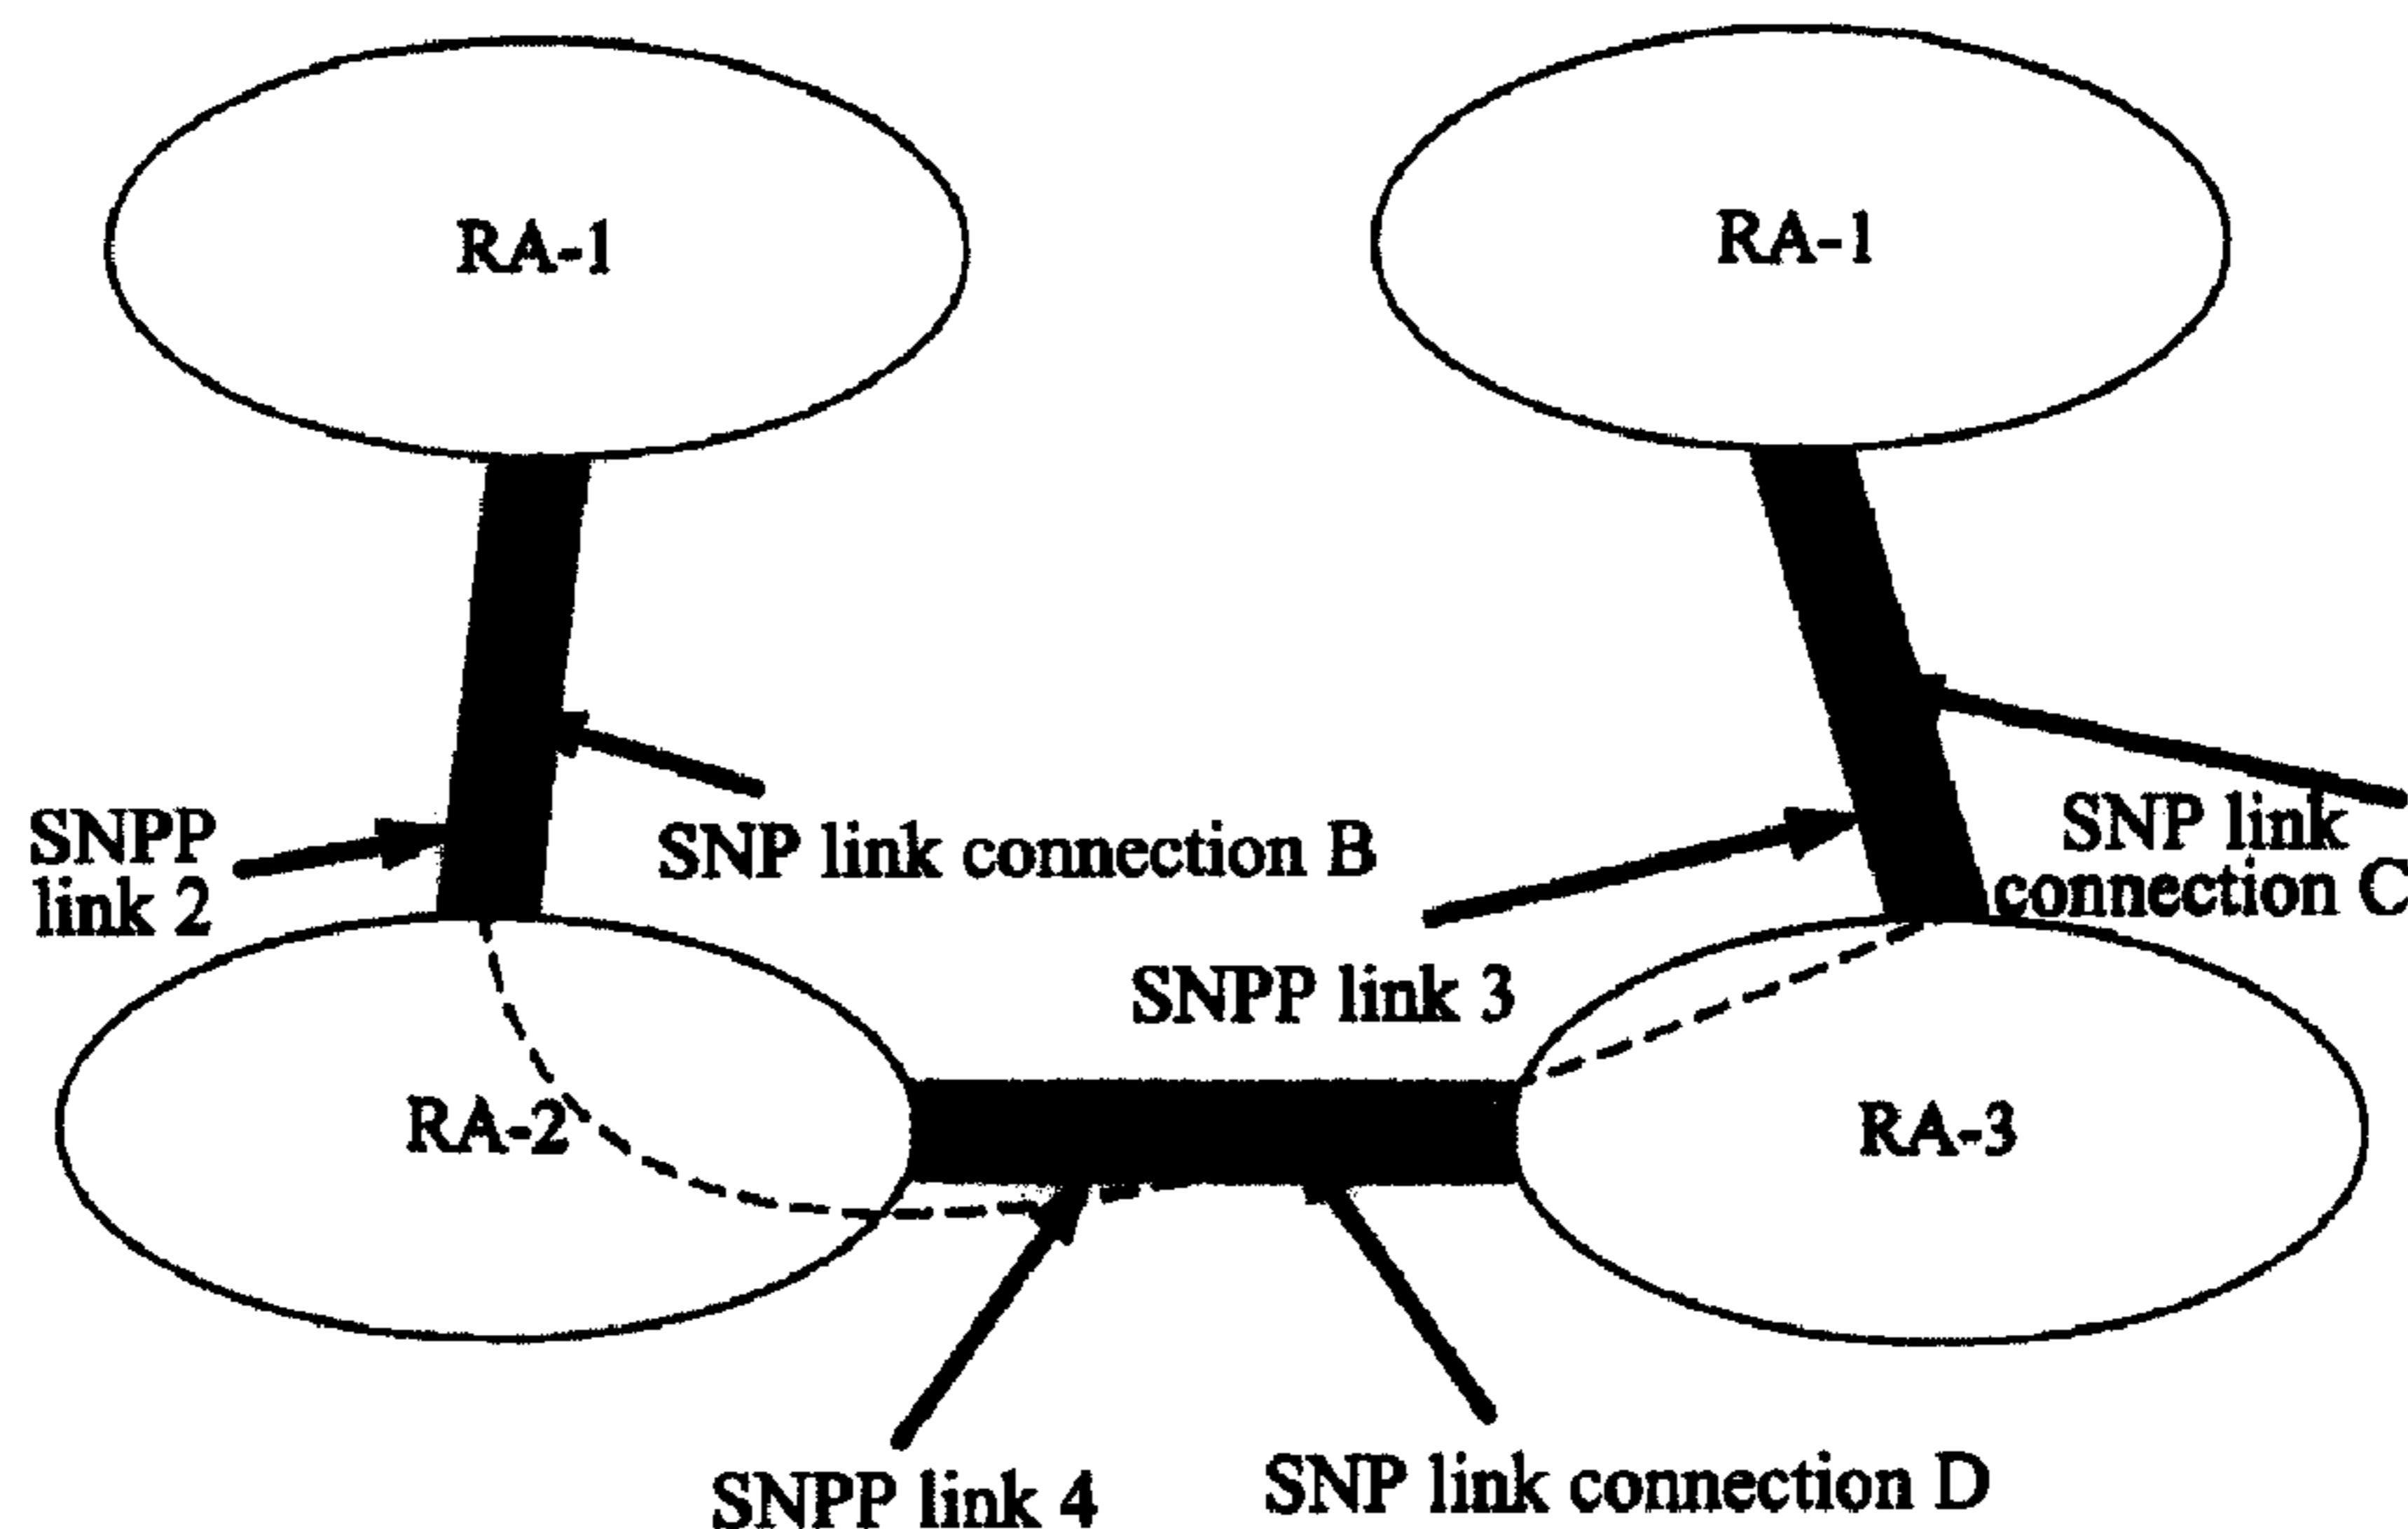 RA-1
RA-1
SNPP
link 2
SNP link connection B
SNP link
connection C
SNPP link 3
RA-2
RA-3
SNPP link 4
SNP link connection D